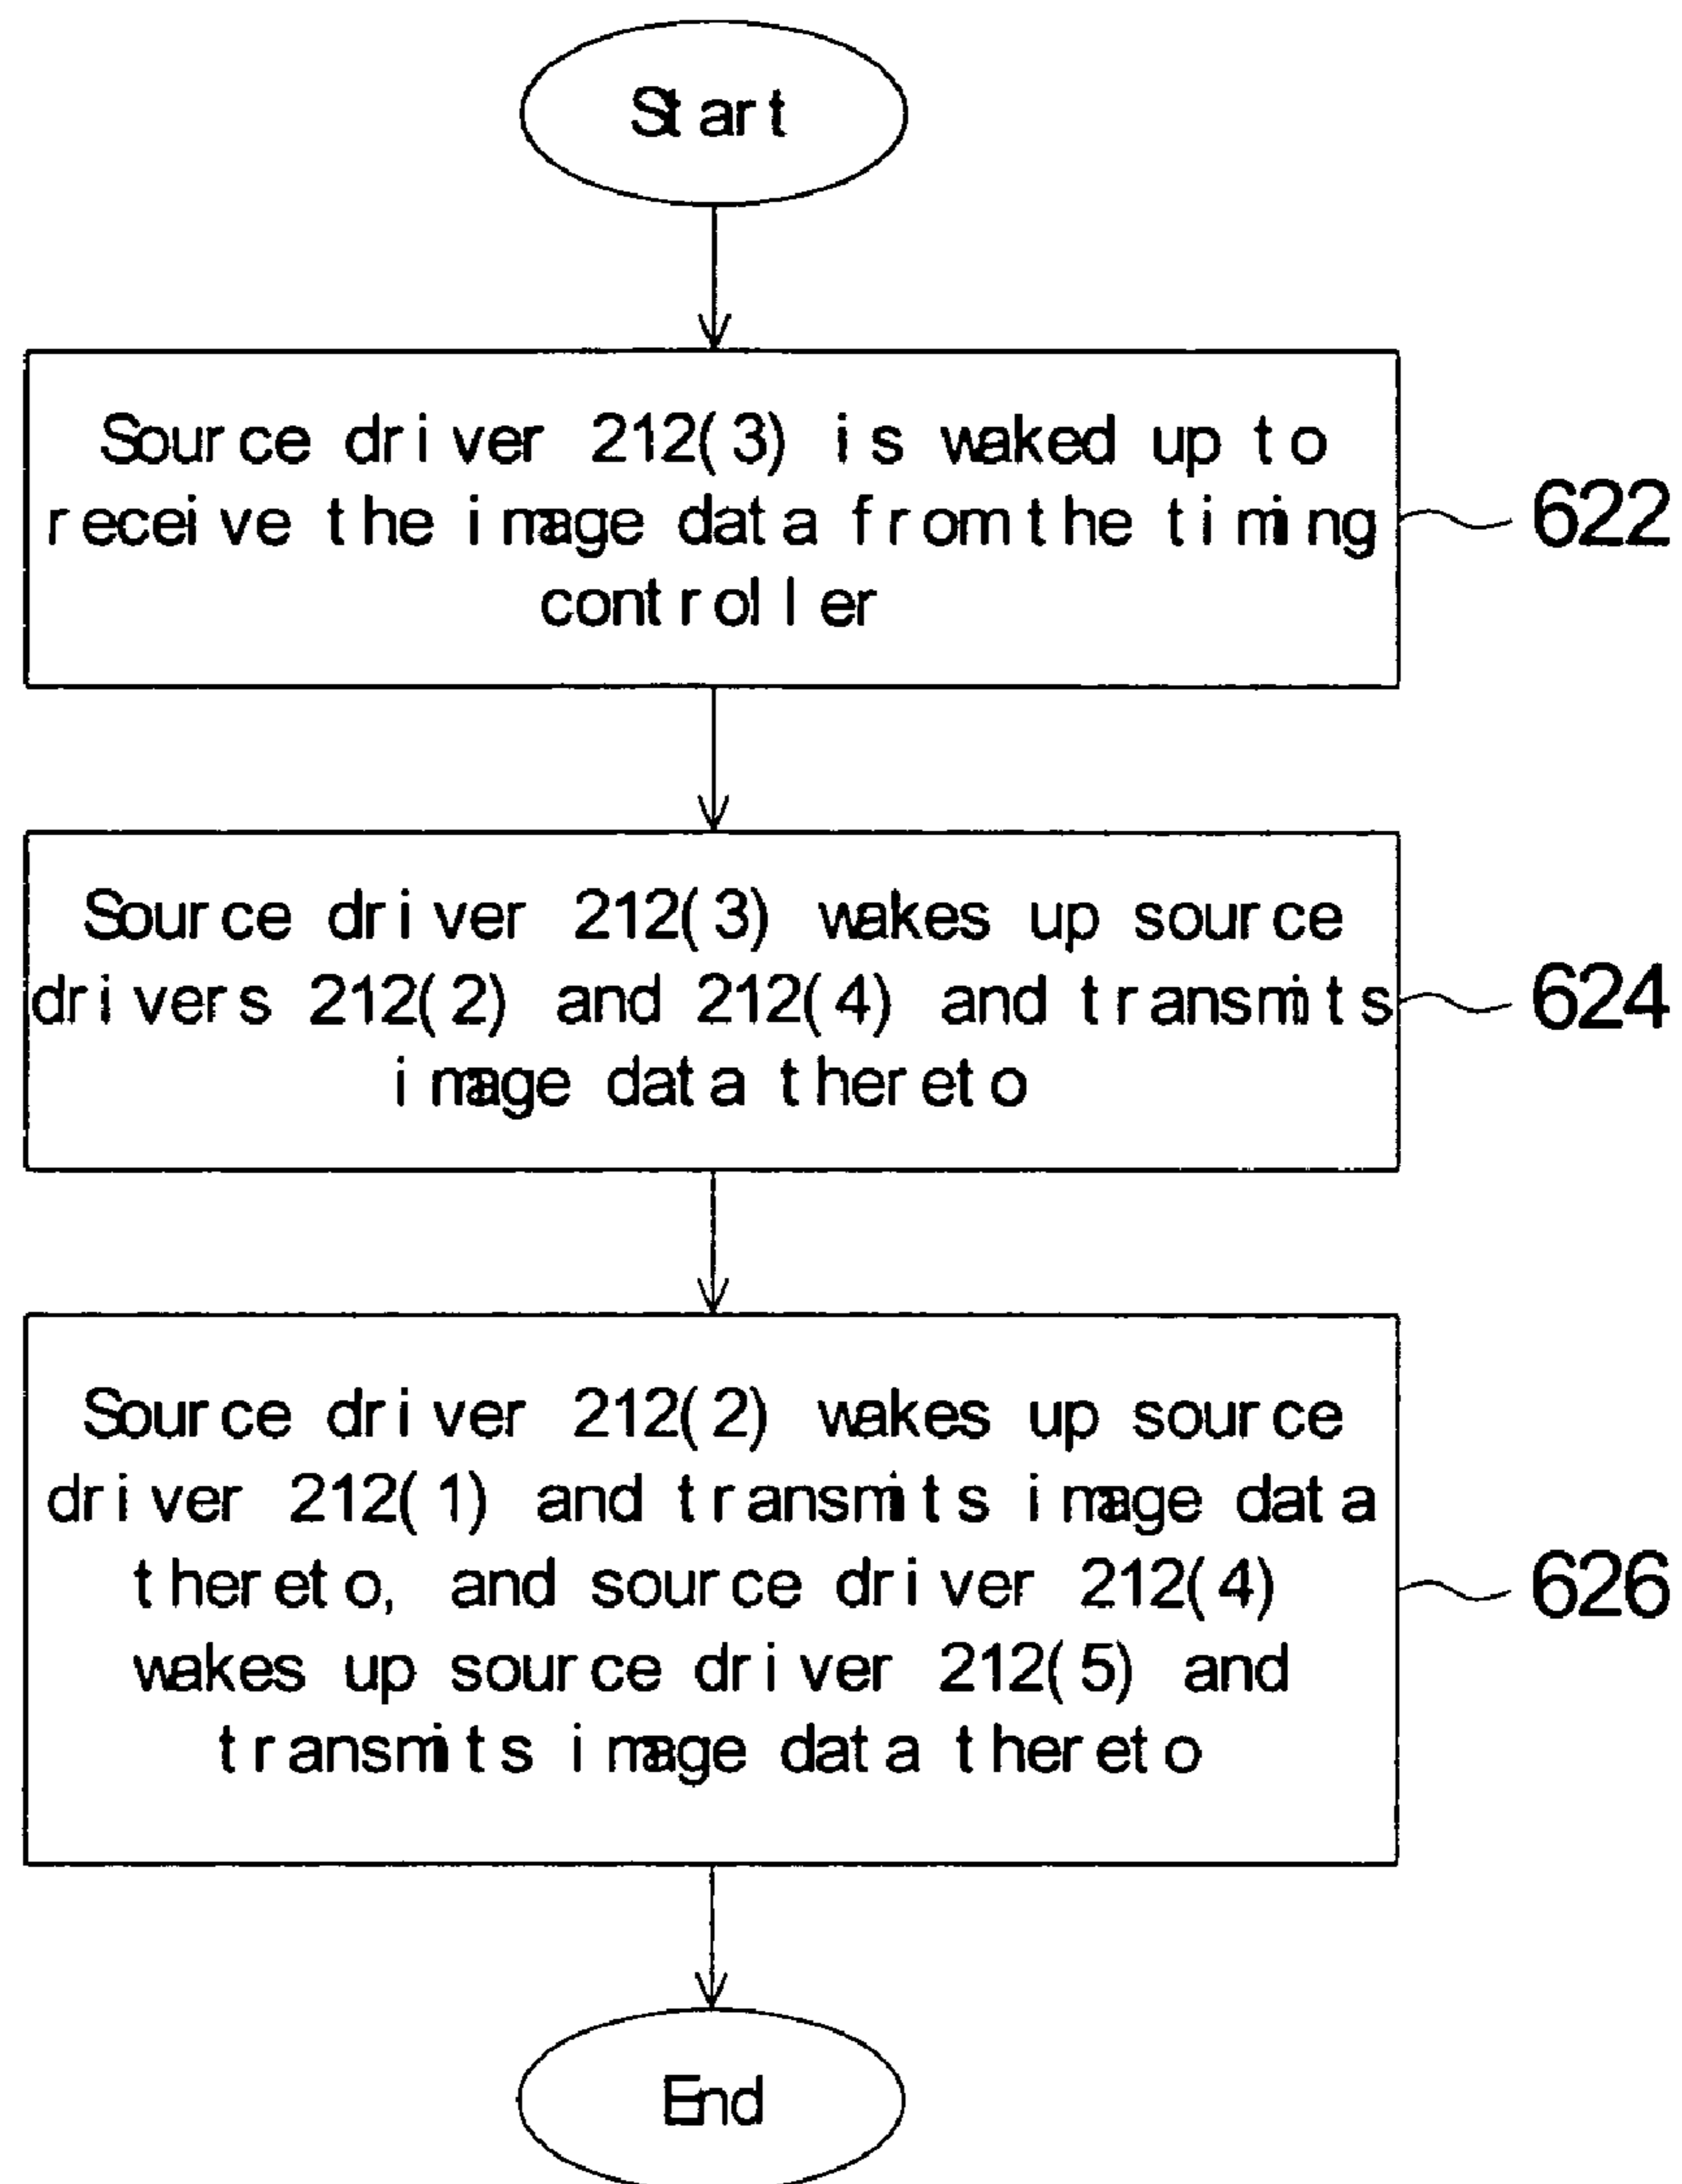 Start
Source driver 212(3) is waked up to
receive the image data from the timing
controller
622
Source driver 212(3) wakes up source
drivers 212(2) and 212(4) and transmits
image data thereto
624
Source driver 212(2) wakes up source
driver 212(1) and transmits image data
thereto, and source driver 212(4)
wakes up source driver 212(5) and
transmits image data thereto
626
End